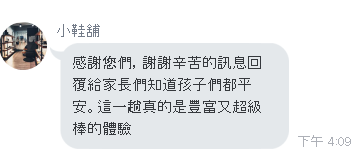 小鞋舖
感謝您們，謝謝辛苦的訊息回
覆給家長們知道孩子們都平
安。這一趟真的是豐富又超級
棒的體驗
下午 4:09